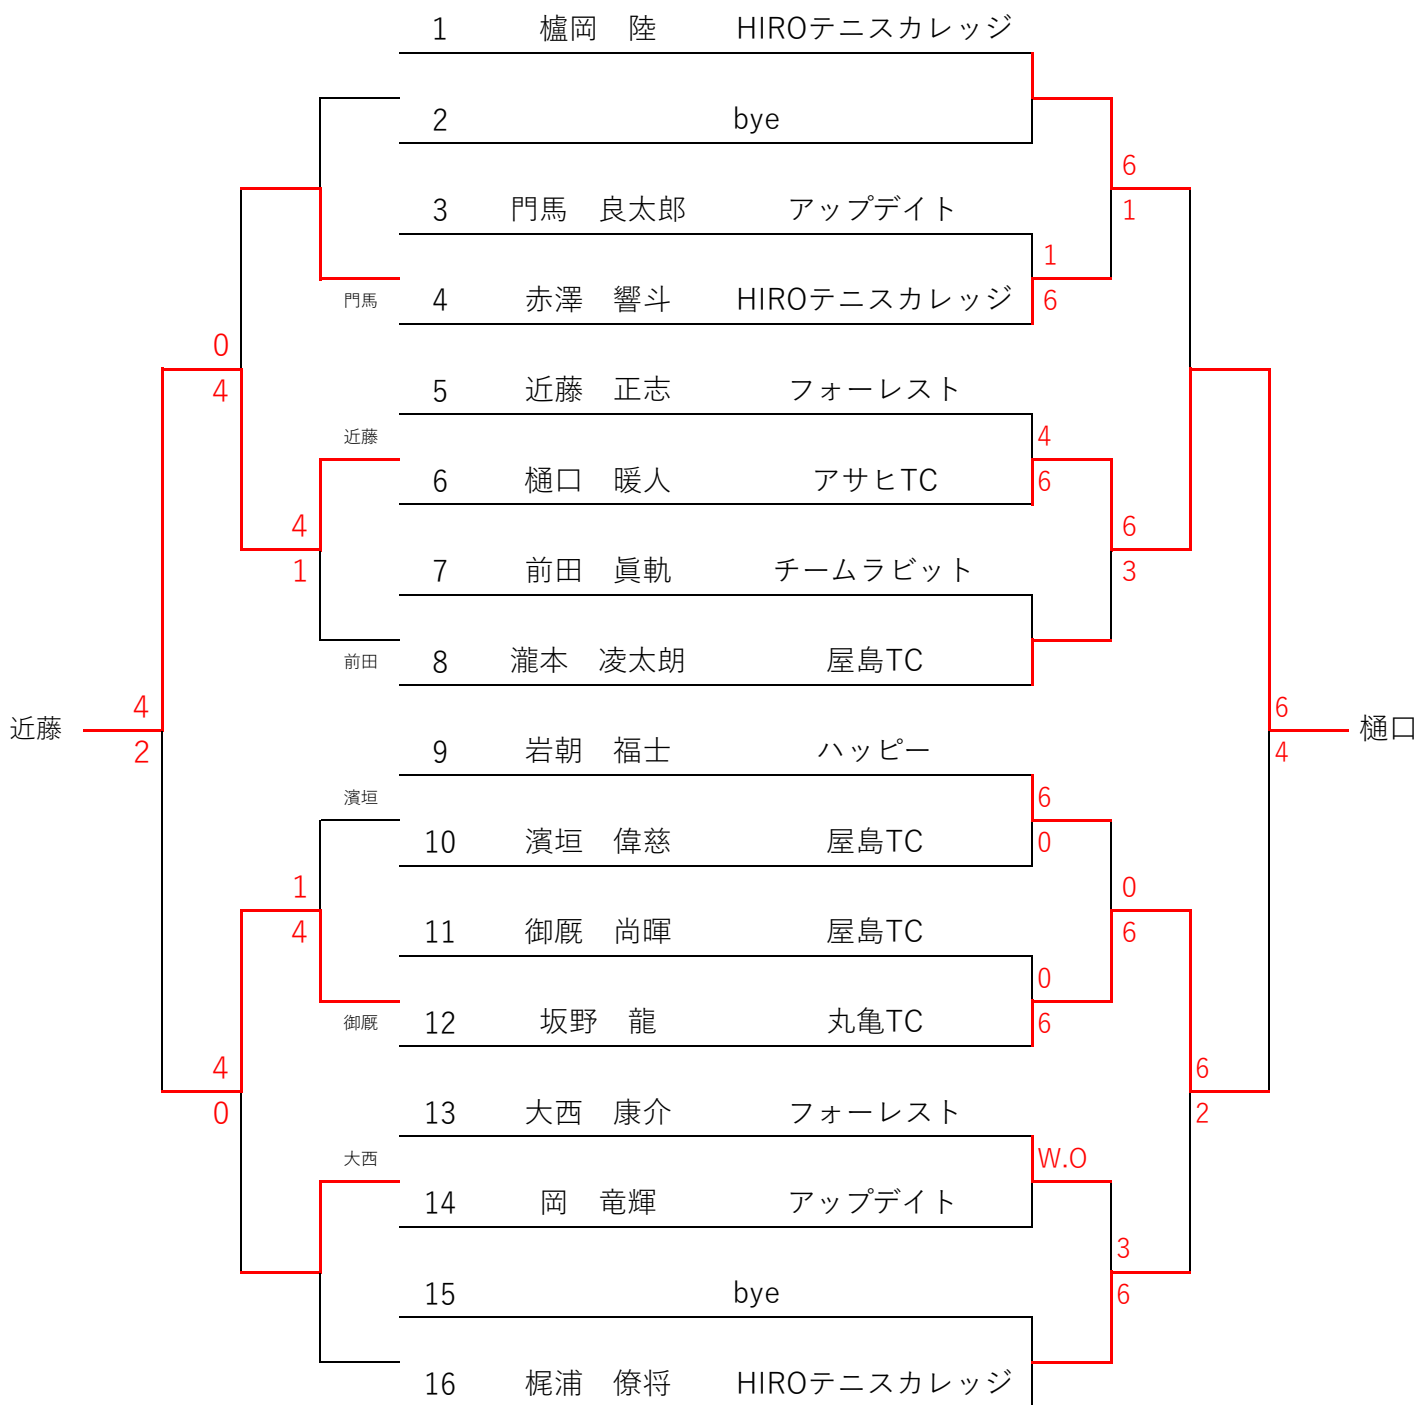 1 櫨岡 陸 HIROテニスカレッジ
2 bye
6
3 門馬 良太郎 アップデイト
1
1
門馬 4 赤澤 響斗 HIROテニスカレッジ
6
0
4
5 近藤 正志 フォーレスト
近藤
4
6 樋口 暖人 アサヒTC
6
4
6
1
7 前田 眞軌 チームラビット
3
前田 8 瀧本 凌太朗 屋島TC
4
6
近藤
樋口
2
9 岩朝 福士 ハッピー
4
濱垣
6
10 濱垣 偉慈 屋島TC
0
1
0
4
11 御厩 尚暉 屋島TC
6
0
御厩 12 坂野 龍 丸亀TC
6
4
6
0
13 大西 康介 フォーレスト
2
大西
W.O
14 岡 竜輝 アップデイト
3
15 bye
6
16 梶浦 僚将 HIROテニスカレッジ